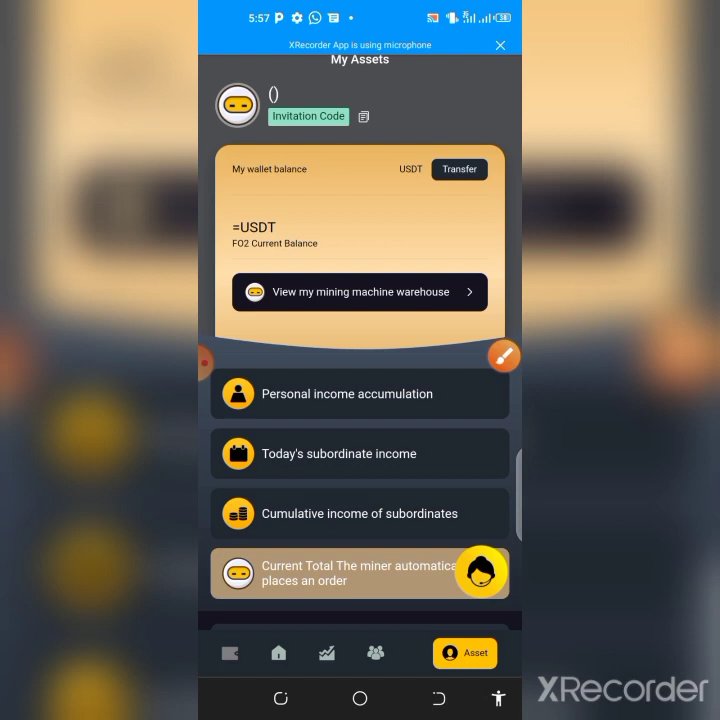 5:57
38
XRecorder App is using microphone
My Assets
()
Invitation Code
My wallet balance USDT Transfer
=USDT
FO2 Current Balance
View my mining machine warehouse
Personal income accumulation
Today's subordinate income
Cumulative income of subordinates
Current Total The miner automatica
places an order
Asset
XRecorder